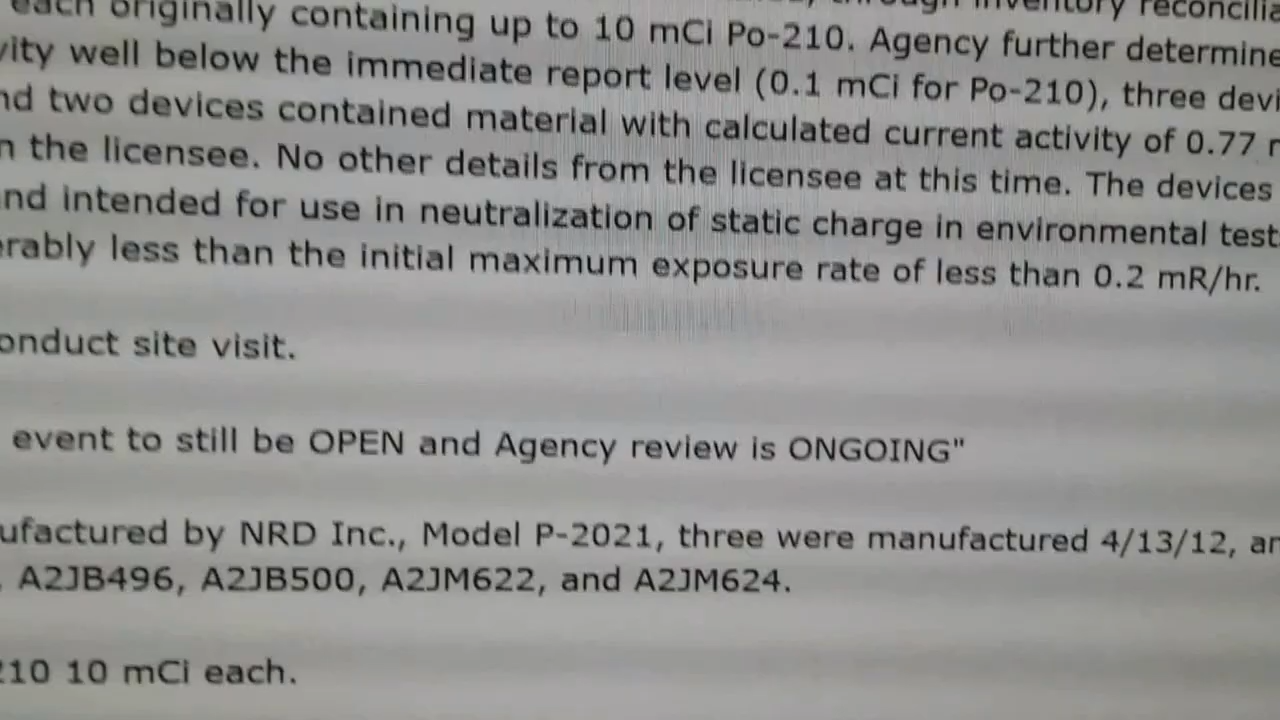 each originally containing up to 10 mCi Po-210. Agency further determine
vity well below the immediate report level (0.1 mCi for Po-210), three devi
nd two devices contained material with calculated current activity of 0.77
n the licensee. No other details from the licensee at this time. The devices
nd intended for use in neutralization of static charge in environmental test
erably less than the initial maximum exposure rate of less than 0.2 mR/hr.
onduct site visit.
event to still be OPEN and Agency review is ONGOING"
ufactured by NRD Inc., Model P-2021, three were manufactured 4/13/12, an
A2JB496, A2JB500, A2JM622, and A2JM624.
210 10 mCi each.